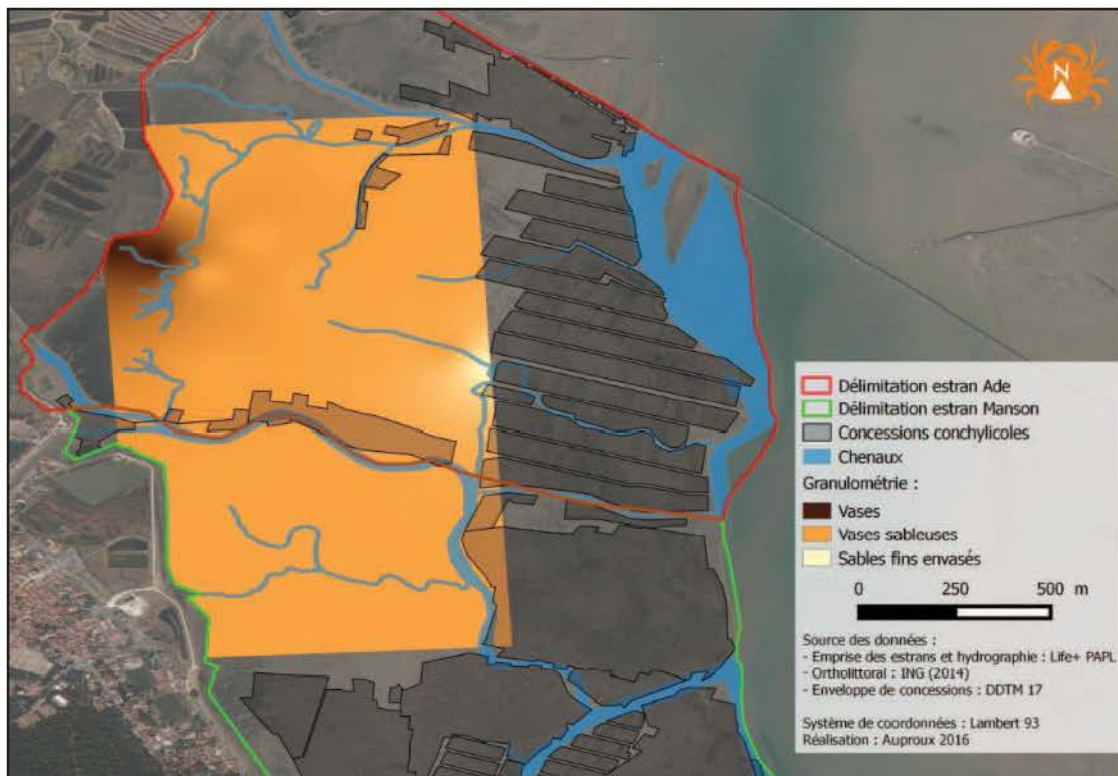 N
Délimitation estran Ade
Délimitation estran Manson
Concessions conchylicoles
Chenaux
Granulométrie :
Vases
Vases sableuses
Sables fins envasés
0 250 500 m
Source des données :
- Emprise des estrans et hydrographie : Life+ PAPL
- Ortholittoral : ING (2014)
- Enveloppe de concessions : DDTM 17
Système de coordonnées : Lambert 93
Réalisation : Auproux 2016